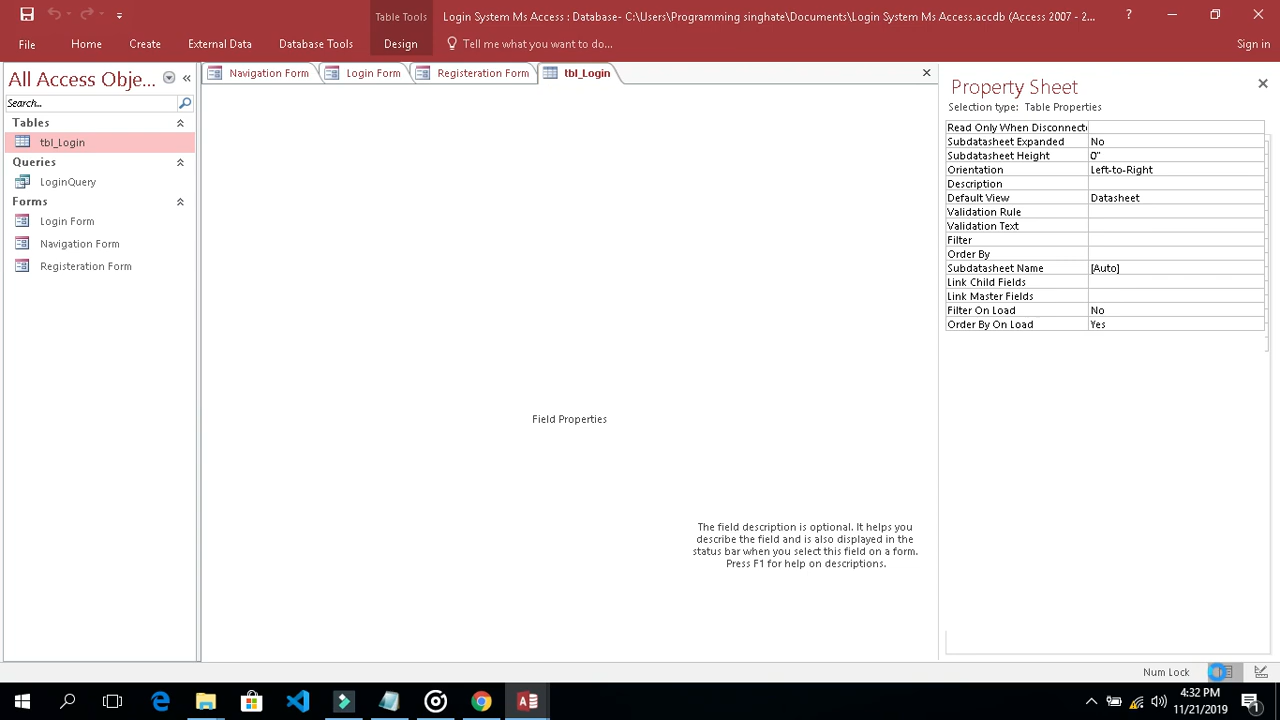 Table Tools
Login System Ms Access : Database- C:\Users\Programming singhate\Documents\Login System Ms Access.accdb (Access 2007 - 2...
?
File
Home
Create
External Data
Database Tools
Design
Tell me what you want to do...
Sign in
All Access Obje...
Search..
Tables
tbl_Login
Queries
LoginQuery
Forms
Login Form
Navigation Form
Registeration Form
Navigation Form
Login Form
Registeration Form
tbl_Login
Field Properties
The field description is optional. It helps you
describe the field and is also displayed in the
status bar when you select this field on a form.
Press F1 for help on descriptions.
Property Sheet
Selection type: Table Properties
Read Only When Disconnecte
Subdatasheet Expanded No
Subdatasheet Height 0"
Orientation Left-to-Right
Description
Default View Datasheet
Validation Rule
Validation Text
Filter
Order By
Subdatasheet Name [Auto]
Link Child Fields
Link Master Fields
Filter On Load No
Order By On Load Yes
Num Lock
4:32 PM
11/21/2019
1